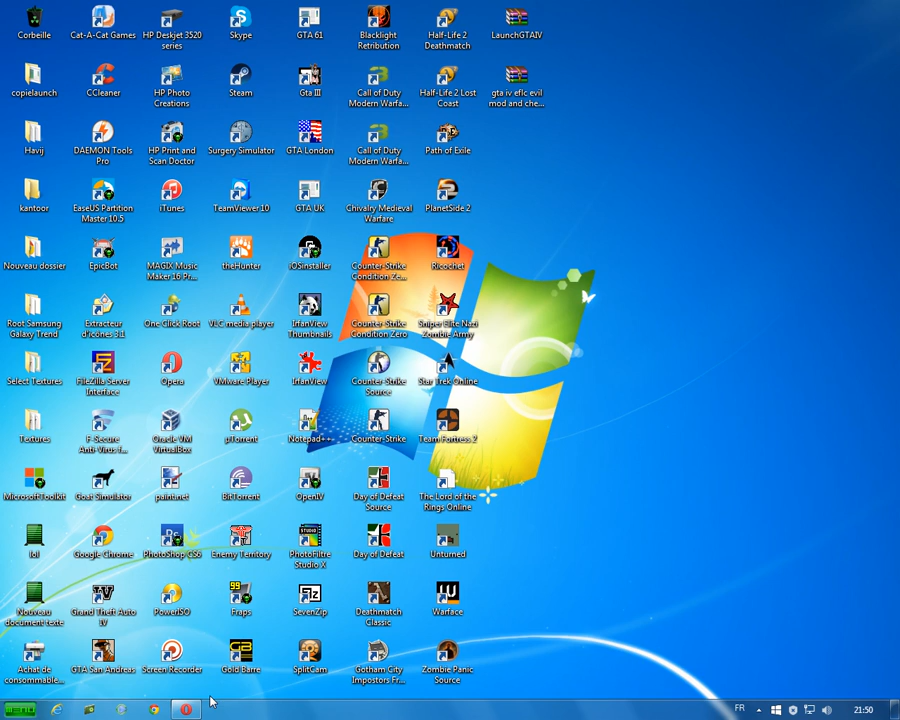 Corbeille
Cat-A-Cat Games
HP Deskjet 3520
series
Skype
GTA 61
Blacklight
Retribution
Half-Life 2
Deathmatch
LaunchGTAIV
copielaunch
CCleaner
HP Photo
Creations
Steam
Gta III
Call of Duty
Modern Warfa...
Half-Life 2 Lost
Coast
gta iv eflc evil
mod and che...
Havij
DAEMON Tools
Pro
HP Print and
Scan Doctor
Surgery Simulator
GTA London
Call of Duty
Modern Warfa...
Path of Exile
kantoor
EaseUS Partition
Master 10.5
iTunes
TeamViewer 10
GTA UK
Chivalry Medieval
Warfare
PlanetSide 2
Nouveau dossier
EpicBot
MAGIX Music
Maker 16 Pr...
theHunter
iOSinstaller
Counter-Strike
Condition Ze...
Ricochet
Root Samsung
Galaxy Trend
Extracteur
d'icones 3.1
One Click Root
VLC media player
IrfanView
Thumbnails
Counter-Strike
Condition Zero
Sniper Elite Nazi
Zombie Army
Select Textures
FileZilla Server
Interface
Opera
VMware Player
IrfanView
Counter-Strike
Source
Star Trek Online
Textures
F-Secure
Anti-Virus t...
Oracle VM
VirtualBox
µTorrent
Notepad++
Counter-Strike
Team Fortress 2
MicrosoftToolkit
Goat Simulator
paint.net
BitTorrent
OpenIV
Day of Defeat
Source
The Lord of the
Rings Online
lol
Google Chrome
PhotoShop CS6
Enemy Territory
STUDIO
PhotoFiltre
Studio X
Day of Defeat
Unturned
Nouveau
document texte
Grand Theft Auto
IV
PowerISO
99
Fraps
SevenZip
Deathmatch
Classic
Warface
Achat de
consommable...
GTA San Andreas
Screen Recorder
Gold Barre
SplitCam
Gotham City
Impostors Fr...
Zombie Panic
Source
FR
21:50